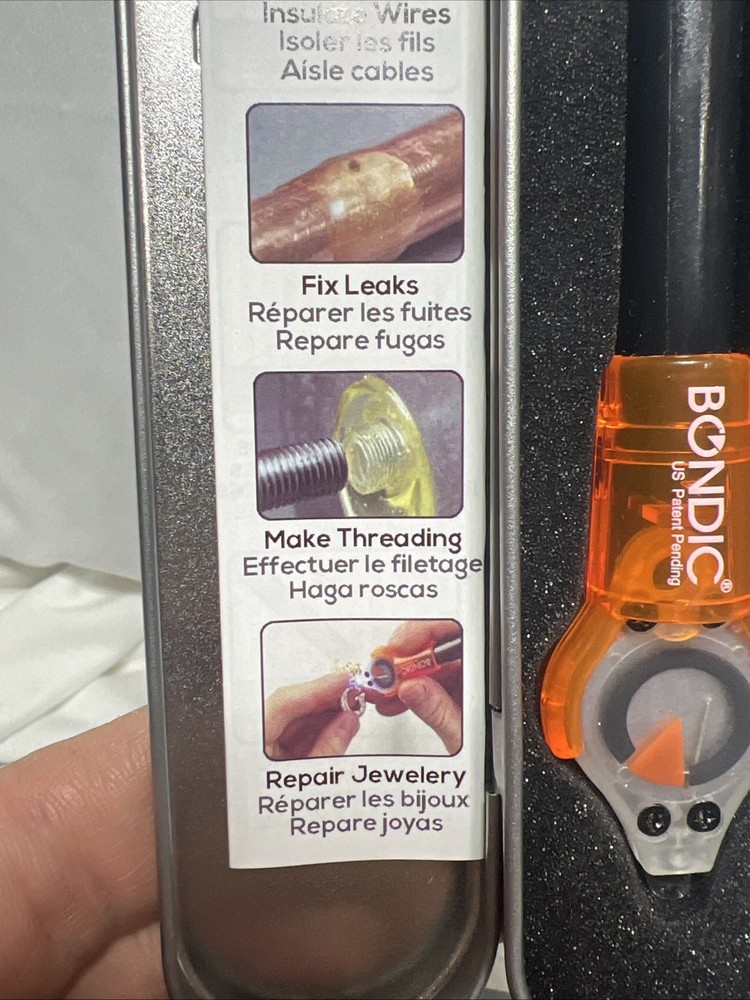 Insulate Wires
Isoler les fils
Aísle cables
Fix Leaks
Réparer les fuites
Repare fugas
Make Threading
Effectuer le filetage
Haga roscas
BONDIC
Repair Jewelery
Réparer les bijoux
Repare joyas
BONDIC®
US Patent Pending